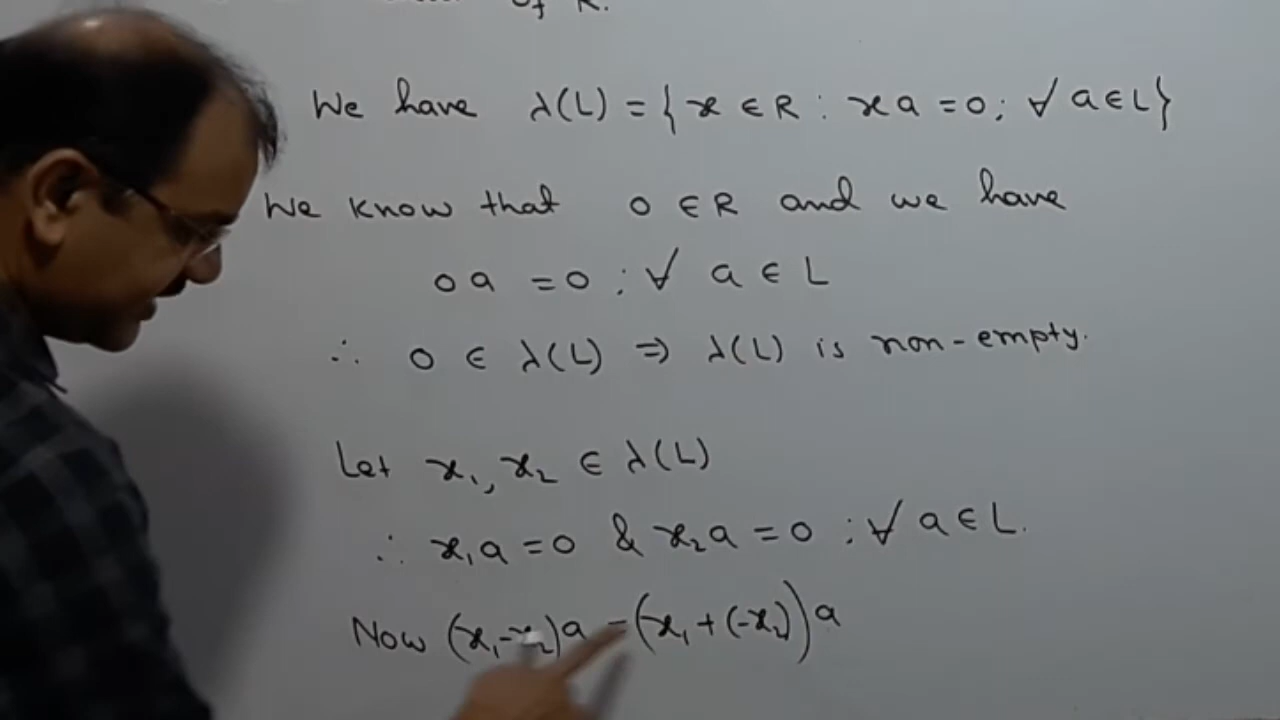 of R.
We have λ(L) = { x ∈ R : xa = 0 ; ∀ a ∈ L }
We know that 0 ∈ R and we have
0a = 0 ; ∀ a ∈ L
∴ 0 ∈ λ(L) ⇒ λ(L) is non-empty.
Let x₁, x₂ ∈ λ(L)
∴ x₁a = 0 & x₂a = 0 ; ∀ a ∈ L.
Now (x₁-x₂)a = (x₁ + (-x₂))a